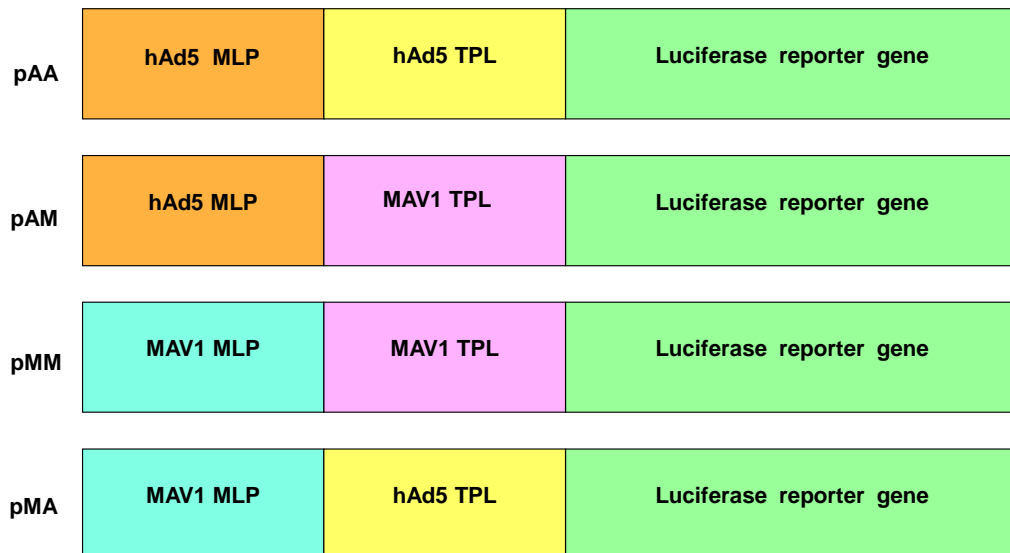 pAA hAd5 MLP hAd5 TPL Luciferase reporter gene
pAM hAd5 MLP MAV1 TPL Luciferase reporter gene
pMM MAV1 MLP MAV1 TPL Luciferase reporter gene
pMA MAV1 MLP hAd5 TPL Luciferase reporter gene